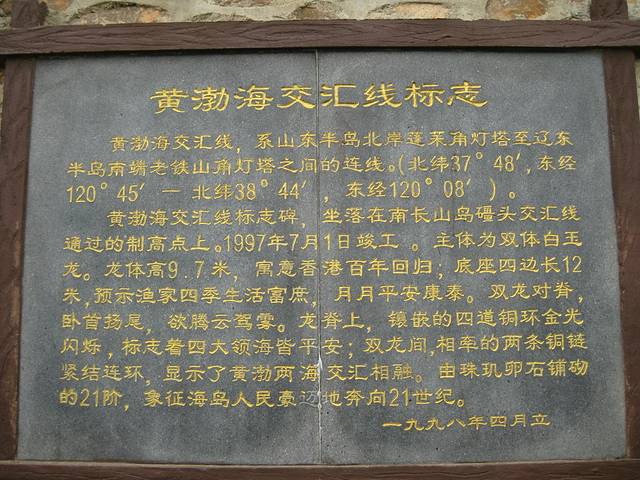 黄渤海交汇线标志
黄渤海交汇线，系山东半岛北岸蓬莱角灯塔至辽东
半岛南端老铁山角灯塔之间的连线。(北纬37°48′,东经
120°45′—北纬38°44′，东经120°08′)。
黄渤海交汇线标志碑，坐落在南长山岛磡头交汇线
通过的制高点上。1997年7月1日竣工。主体为双体白玉
龙。龙体高9.7米，寓意香港百年回归；底座四边长12
米,预示渔家四季生活富庶，月月平安康泰。双龙对脊，
卧首扬尾，欲腾云驾雾。龙脊上，镶嵌的四道铜环金光
闪烁，标志着四大领海皆平安；双龙间,相牵的两条铜链
紧结连环，显示了黄渤两海交汇相融。由珠玑卵石铺砌
的21阶，象征海岛人民豪迈地奔向21世纪。
一九九八年四月立